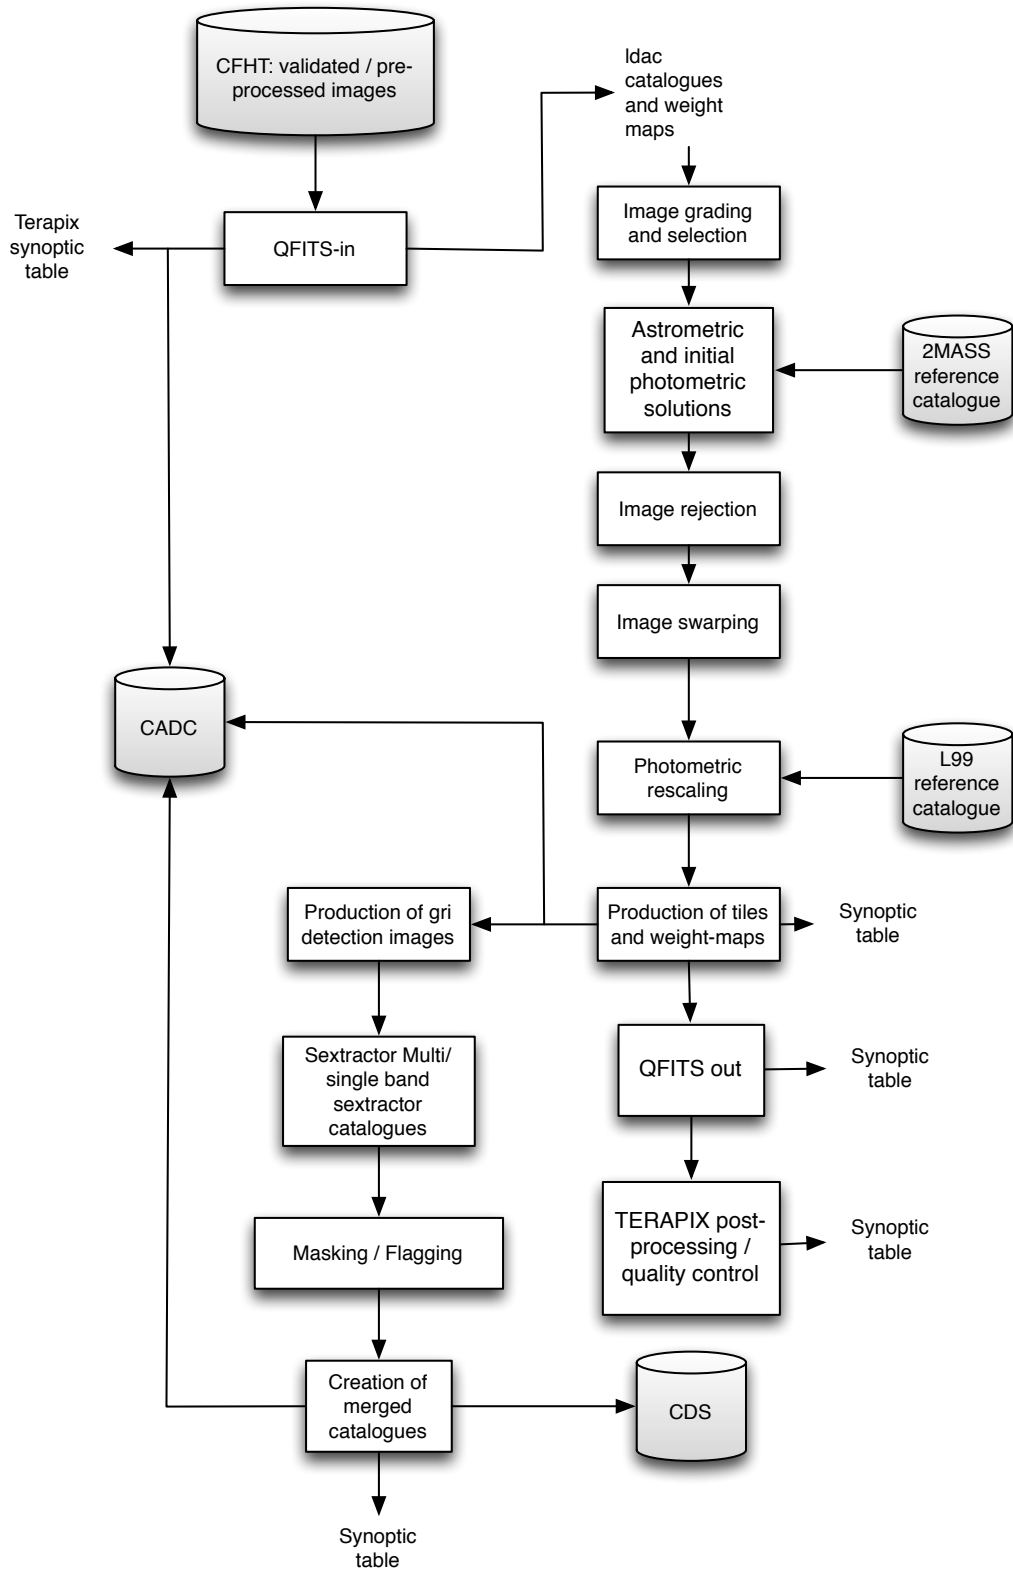 CFHT: validated / pre-
processed images
ldac
catalogues
and weight
maps
Terapix
synoptic
table
QFITS-in
Image grading
and selection
Astrometric
and initial
photometric
solutions
2MASS
reference
catalogue
Image rejection
Image swarping
CADC
Photometric
rescaling
L99
reference
catalogue
Production of gri
detection images
Production of tiles
and weight-maps
Synoptic
table
Sextractor Multi/
single band
sextractor
catalogues
QFITS out
Synoptic
table
Masking / Flagging
TERAPIX post-
processing /
quality control
Synoptic
table
Creation of
merged
catalogues
CDS
Synoptic
table